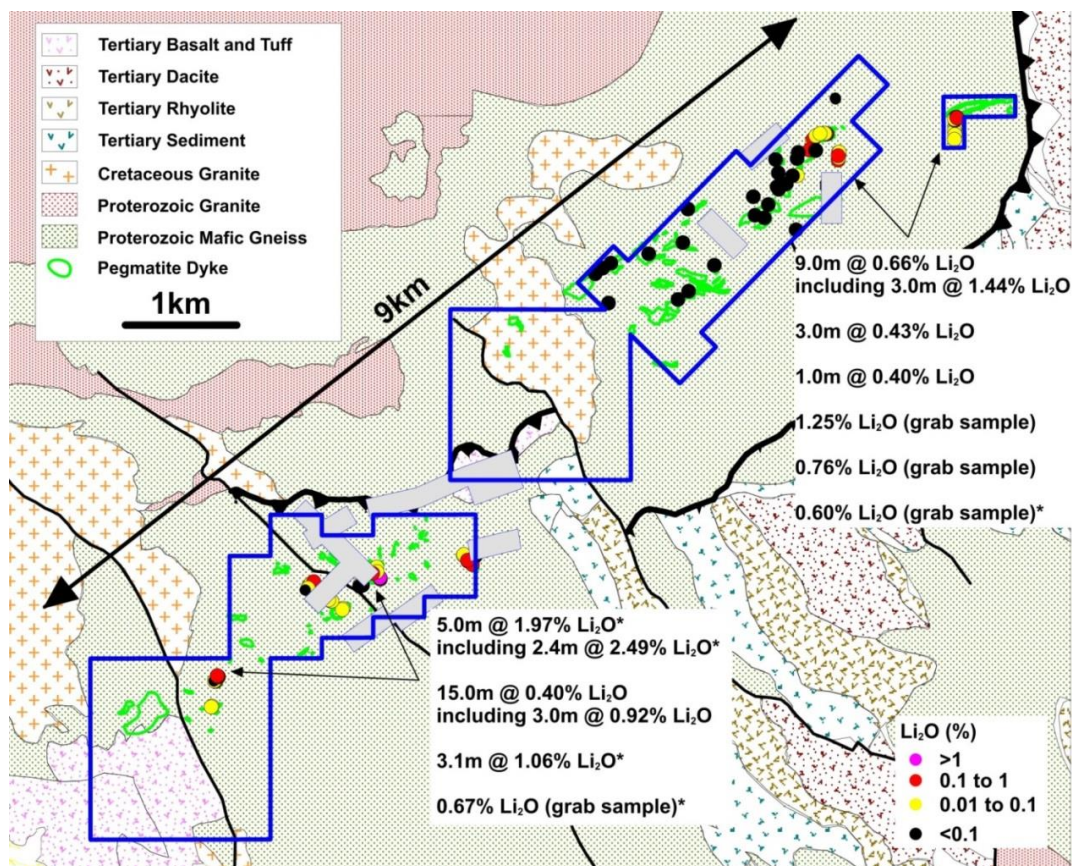 Tertiary Basalt and Tuff
Tertiary Dacite
Tertiary Rhyolite
Tertiary Sediment
Cretaceous Granite
Proterozoic Granite
Proterozoic Mafic Gneiss
Pegmatite Dyke
1km
9km
9.0m @ 0.66% Li₂O
including 3.0m @ 1.44% Li₂O
3.0m @ 0.43% Li₂O
1.0m @ 0.40% Li₂O
1.25% Li₂O (grab sample)
0.76% Li₂O (grab sample)
0.60% Li₂O (grab sample)*
5.0m @ 1.97% Li₂O*
including 2.4m @ 2.49% Li₂O*
15.0m @ 0.40% Li₂O
including 3.0m @ 0.92% Li₂O
3.1m @ 1.06% Li₂O*
0.67% Li₂O (grab sample)*
Li₂O (%)
>1
0.1 to 1
0.01 to 0.1
<0.1